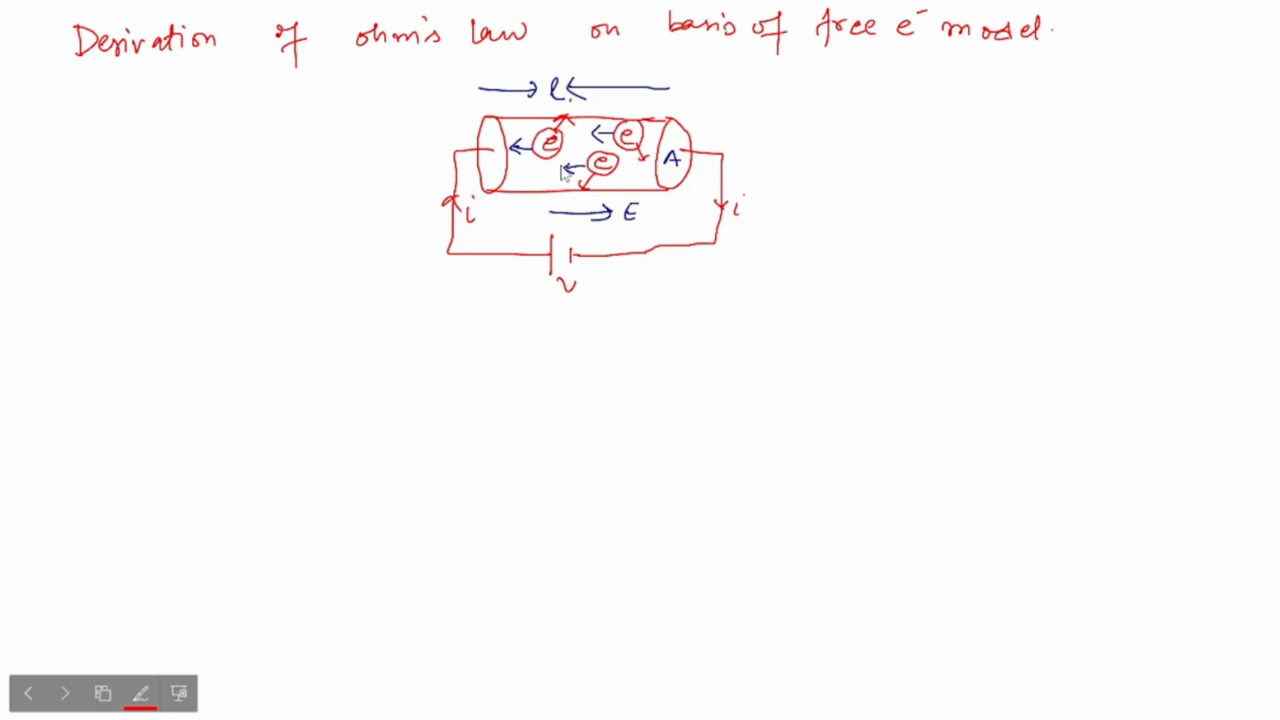 Derivation of ohm's law on basis of free e⁻ model.
l
e e e A
E
i i
V